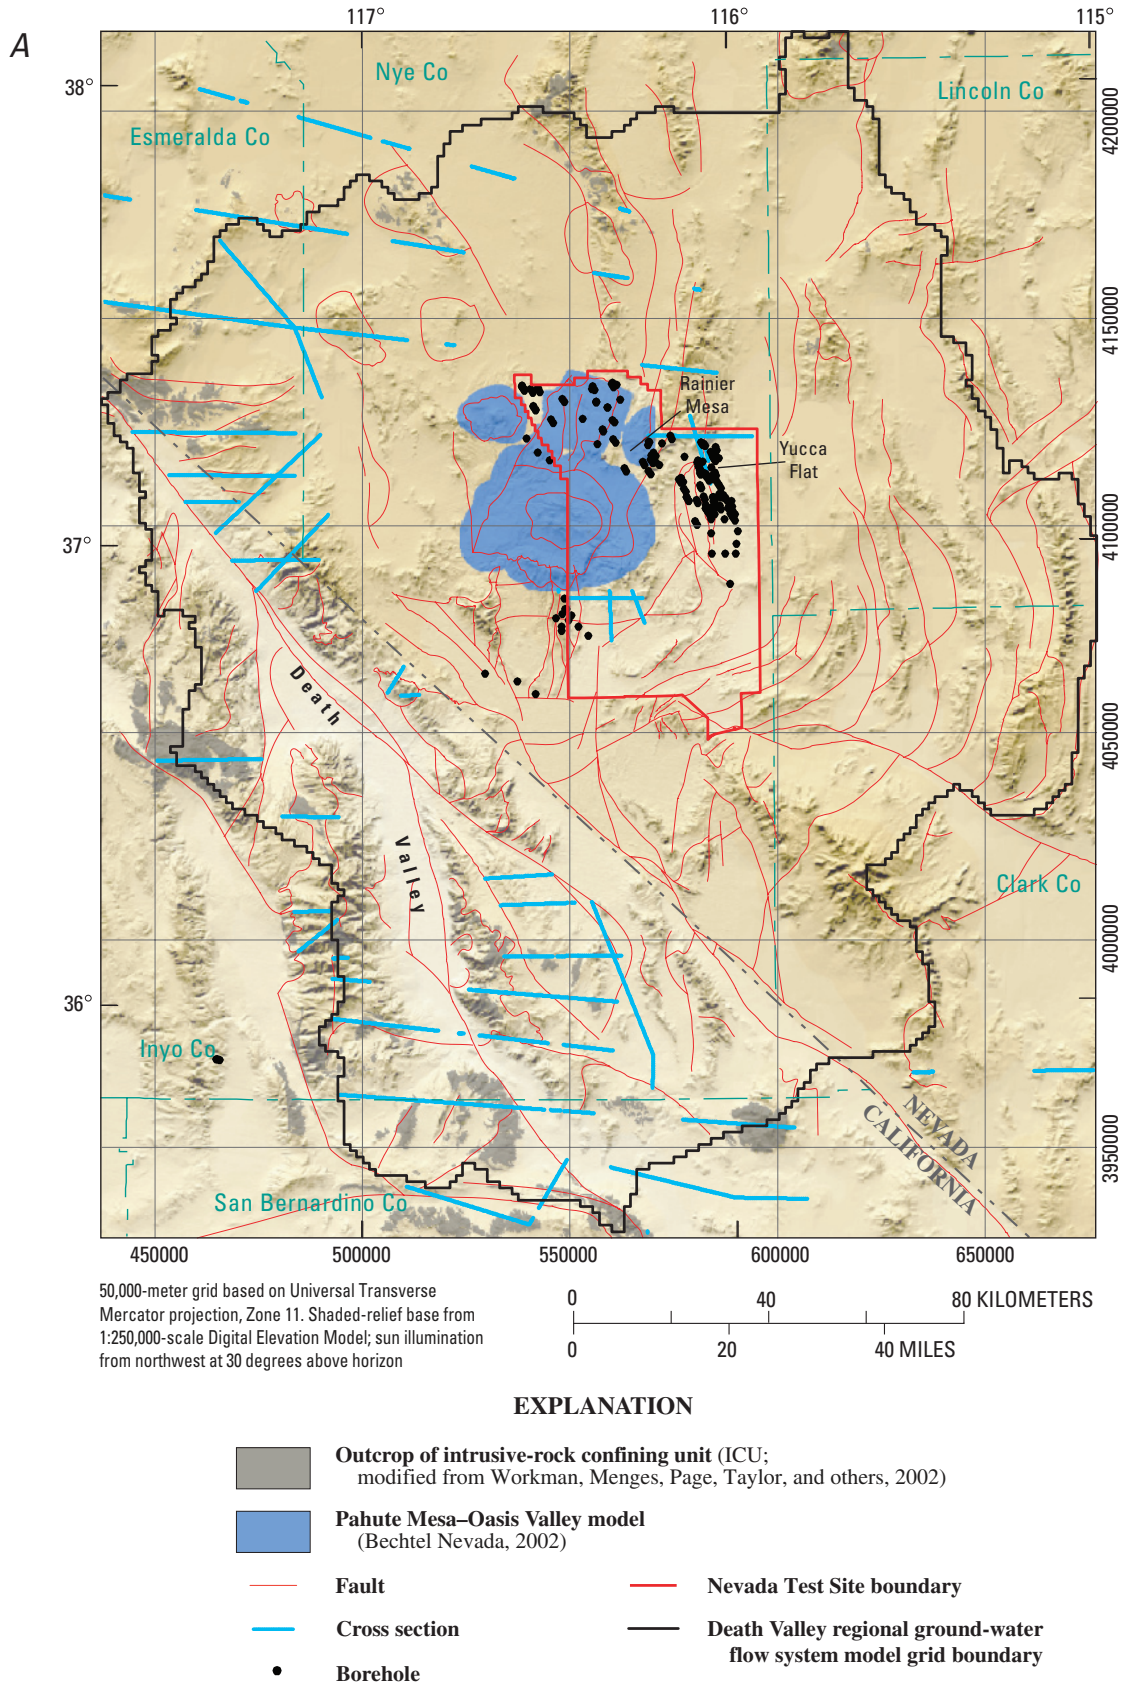 A
117°
116°
115°
38°
37°
36°
Nye Co
Lincoln Co
Esmeralda Co
Rainier
Mesa
Yucca
Flat
Death
Valley
Clark Co
Inyo Co
NEVADA
CALIFORNIA
San Bernardino Co
4200000
4150000
4100000
4050000
4000000
3950000
450000
500000
550000
600000
650000
50,000-meter grid based on Universal Transverse
Mercator projection, Zone 11. Shaded-relief base from
1:250,000-scale Digital Elevation Model; sun illumination
from northwest at 30 degrees above horizon
0 40 80 KILOMETERS
0 20 40 MILES
EXPLANATION
Outcrop of intrusive-rock confining unit (ICU;
modified from Workman, Menges, Page, Taylor, and others, 2002)
Pahute Mesa–Oasis Valley model
(Bechtel Nevada, 2002)
Fault
Cross section
Borehole
Nevada Test Site boundary
Death Valley regional ground-water
flow system model grid boundary